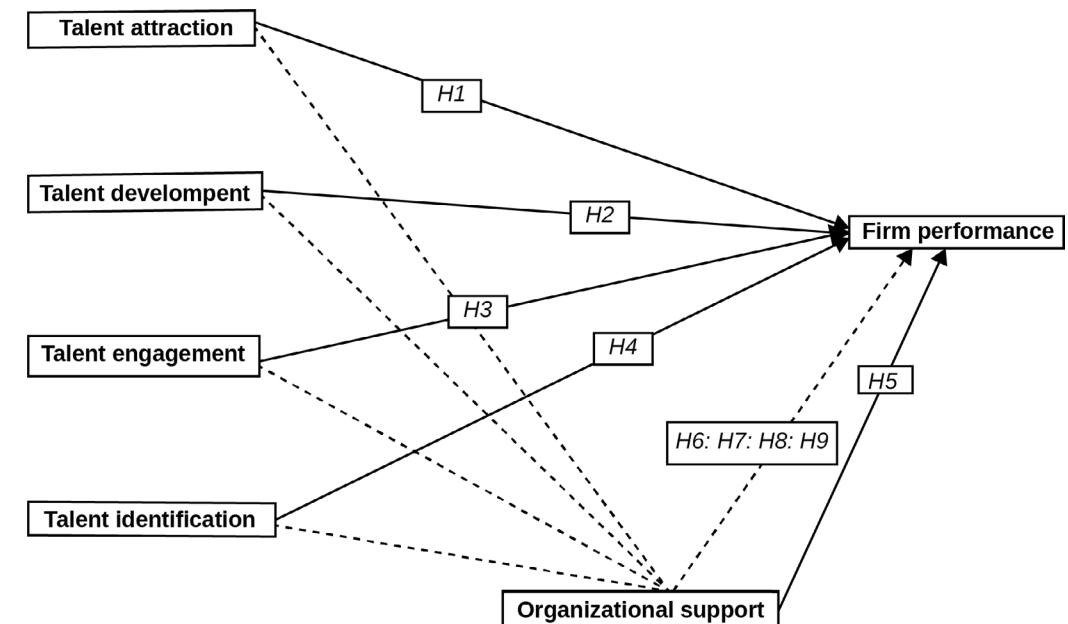 Talent attraction
H1
Talent develompent
H2
Firm performance
H3
H4
Talent engagement
H5
H6: H7: H8: H9
Talent identification
Organizational support